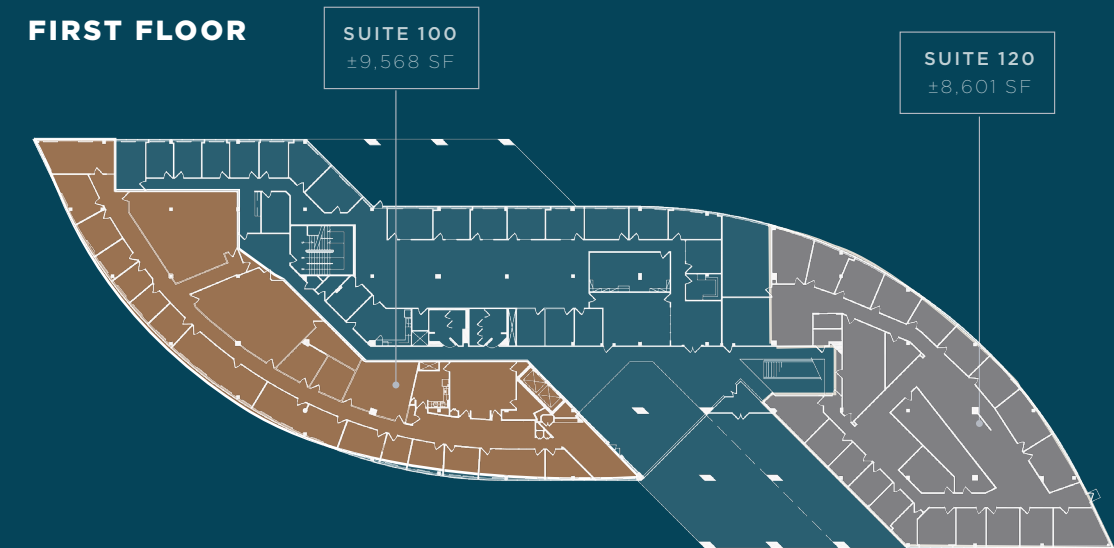 FIRST FLOOR
SUITE 100
±9,568 SF
SUITE 120
±8,601 SF